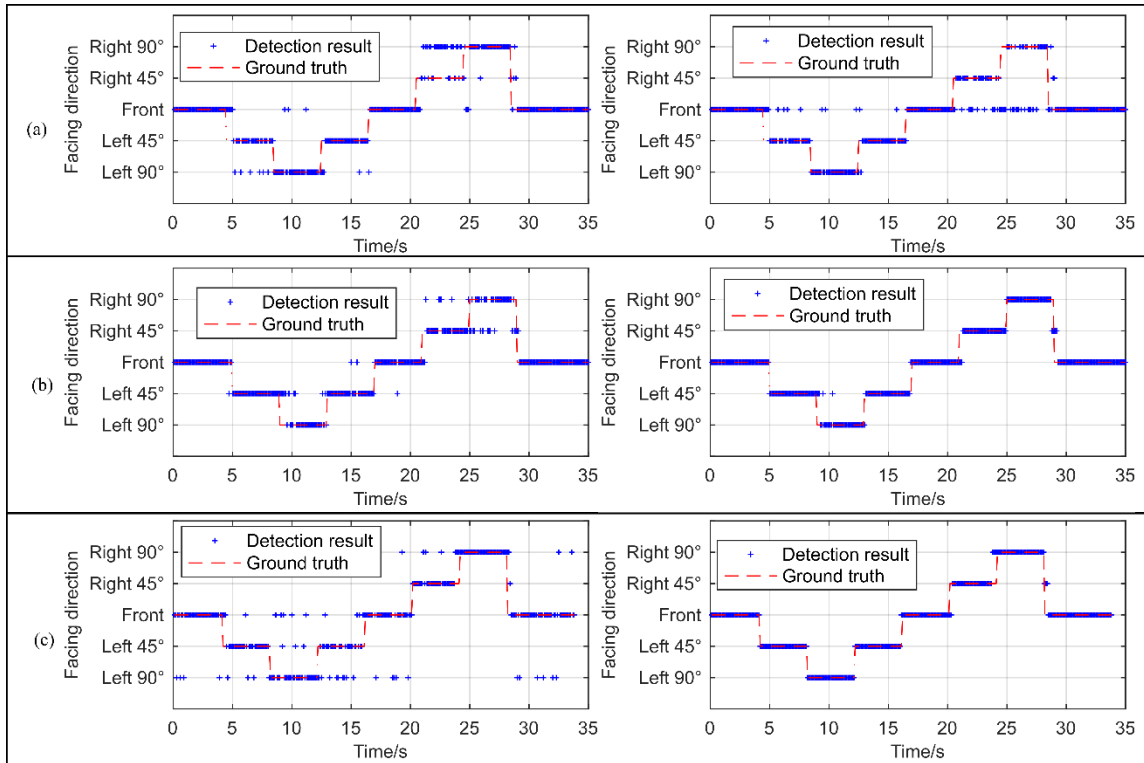 (a)
Facing direction
Right 90°
Right 45°
Front
Left 45°
Left 90°
Detection result
Ground truth
0 5 10 15 20 25 30 35
Time/s
Facing direction
Right 90°
Right 45°
Front
Left 45°
Left 90°
Detection result
Ground truth
0 5 10 15 20 25 30 35
Time/s
(b)
Facing direction
Right 90°
Right 45°
Front
Left 45°
Left 90°
Detection result
Ground truth
0 5 10 15 20 25 30 35
Time/s
Facing direction
Right 90°
Right 45°
Front
Left 45°
Left 90°
Detection result
Ground truth
0 5 10 15 20 25 30 35
Time/s
(c)
Facing direction
Right 90°
Right 45°
Front
Left 45°
Left 90°
Detection result
Ground truth
0 5 10 15 20 25 30 35
Time/s
Facing direction
Right 90°
Right 45°
Front
Left 45°
Left 90°
Detection result
Ground truth
0 5 10 15 20 25 30 35
Time/s